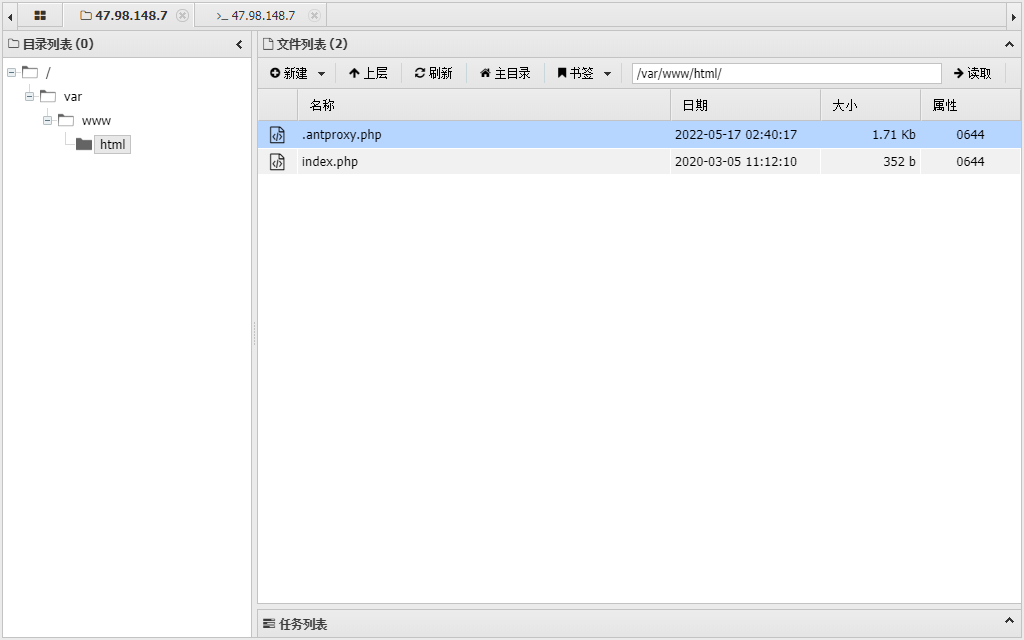 47.98.148.7
>_ 47.98.148.7
目录列表 (0)
/
var
www
html
文件列表 (2)
新建 上层 刷新 主目录 书签 /var/www/html/ 读取
名称 日期 大小 属性
.antproxy.php 2022-05-17 02:40:17 1.71 Kb 0644
index.php 2020-03-05 11:12:10 352 b 0644
任务列表